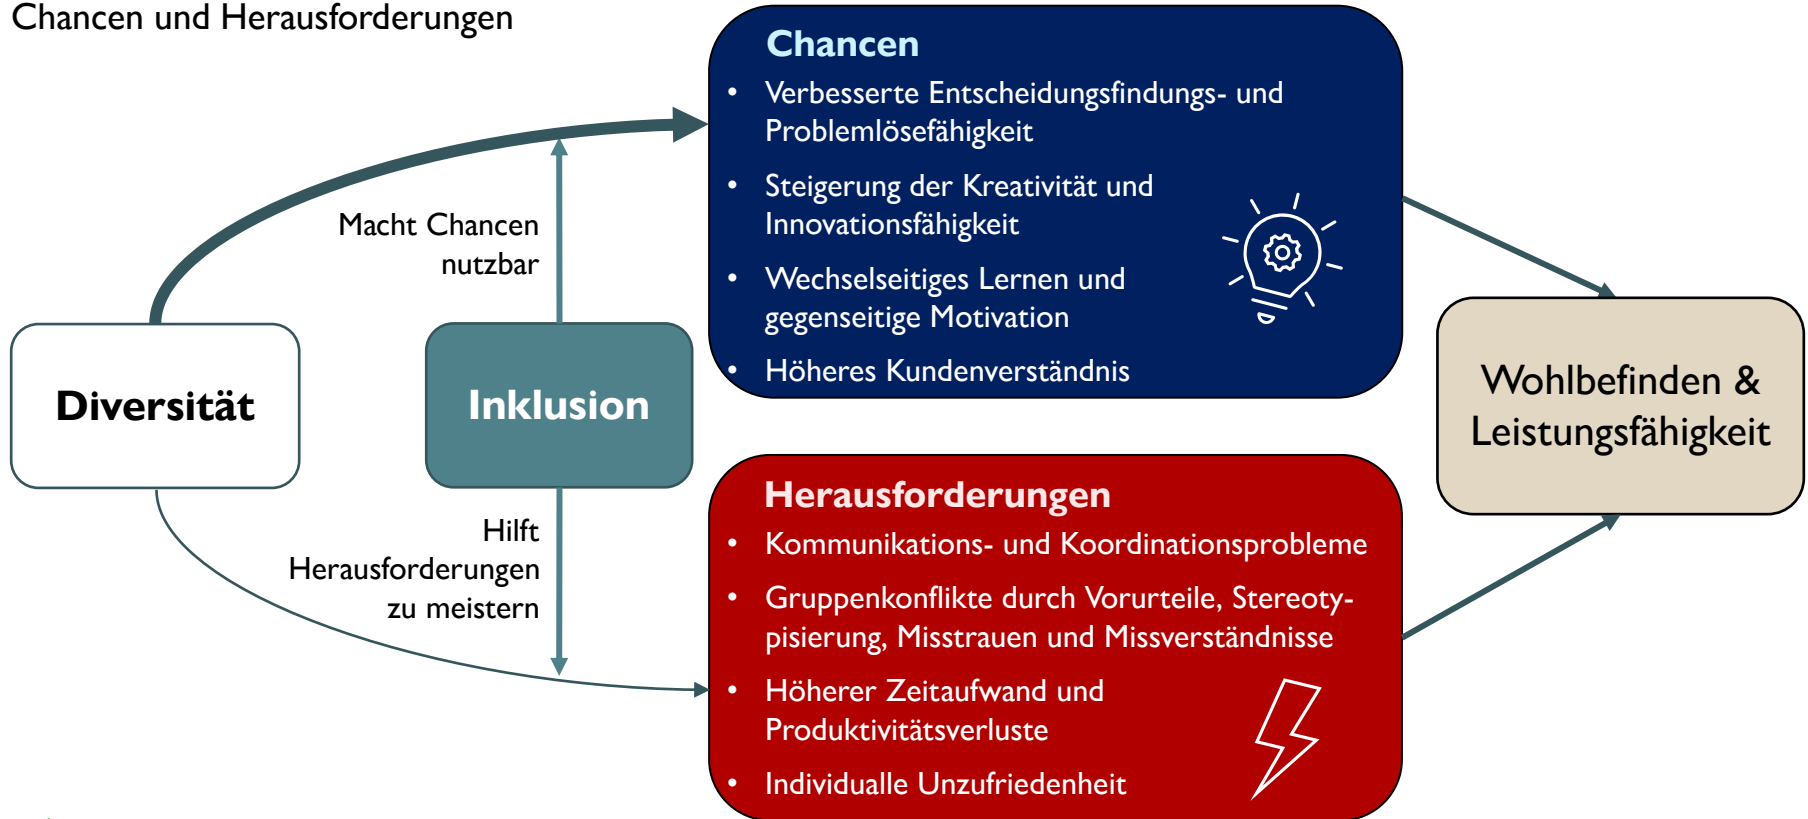 Chancen und Herausforderungen
Chancen
• Verbesserte Entscheidungsfindungs- und
Problemlösefähigkeit
• Steigerung der Kreativität und
Innovationsfähigkeit
• Wechselseitiges Lernen und
gegenseitige Motivation
• Höheres Kundenverständnis
Macht Chancen
nutzbar
Diversität
Inklusion
Wohlbefinden &
Leistungsfähigkeit
Hilft
Herausforderungen
zu meistern
Herausforderungen
• Kommunikations- und Koordinationsprobleme
• Gruppenkonflikte durch Vorurteile, Stereoty-
pisierung, Misstrauen und Missverständnisse
• Höherer Zeitaufwand und
Produktivitätsverluste
• Individualle Unzufriedenheit